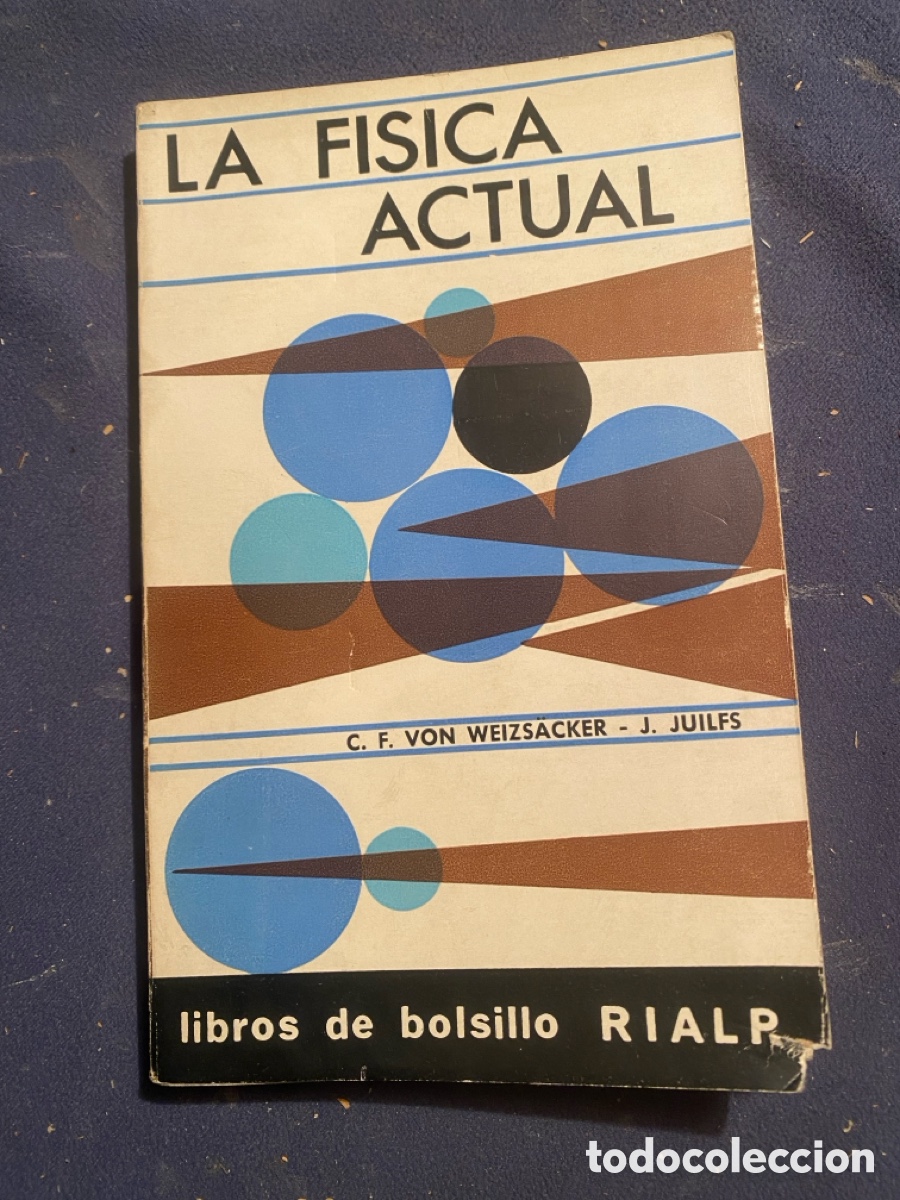 LA FISICA
ACTUAL
C. F. VON WEIZSÄCKER - J. JUILFS
libros de bolsillo RIALP
todocoleccion